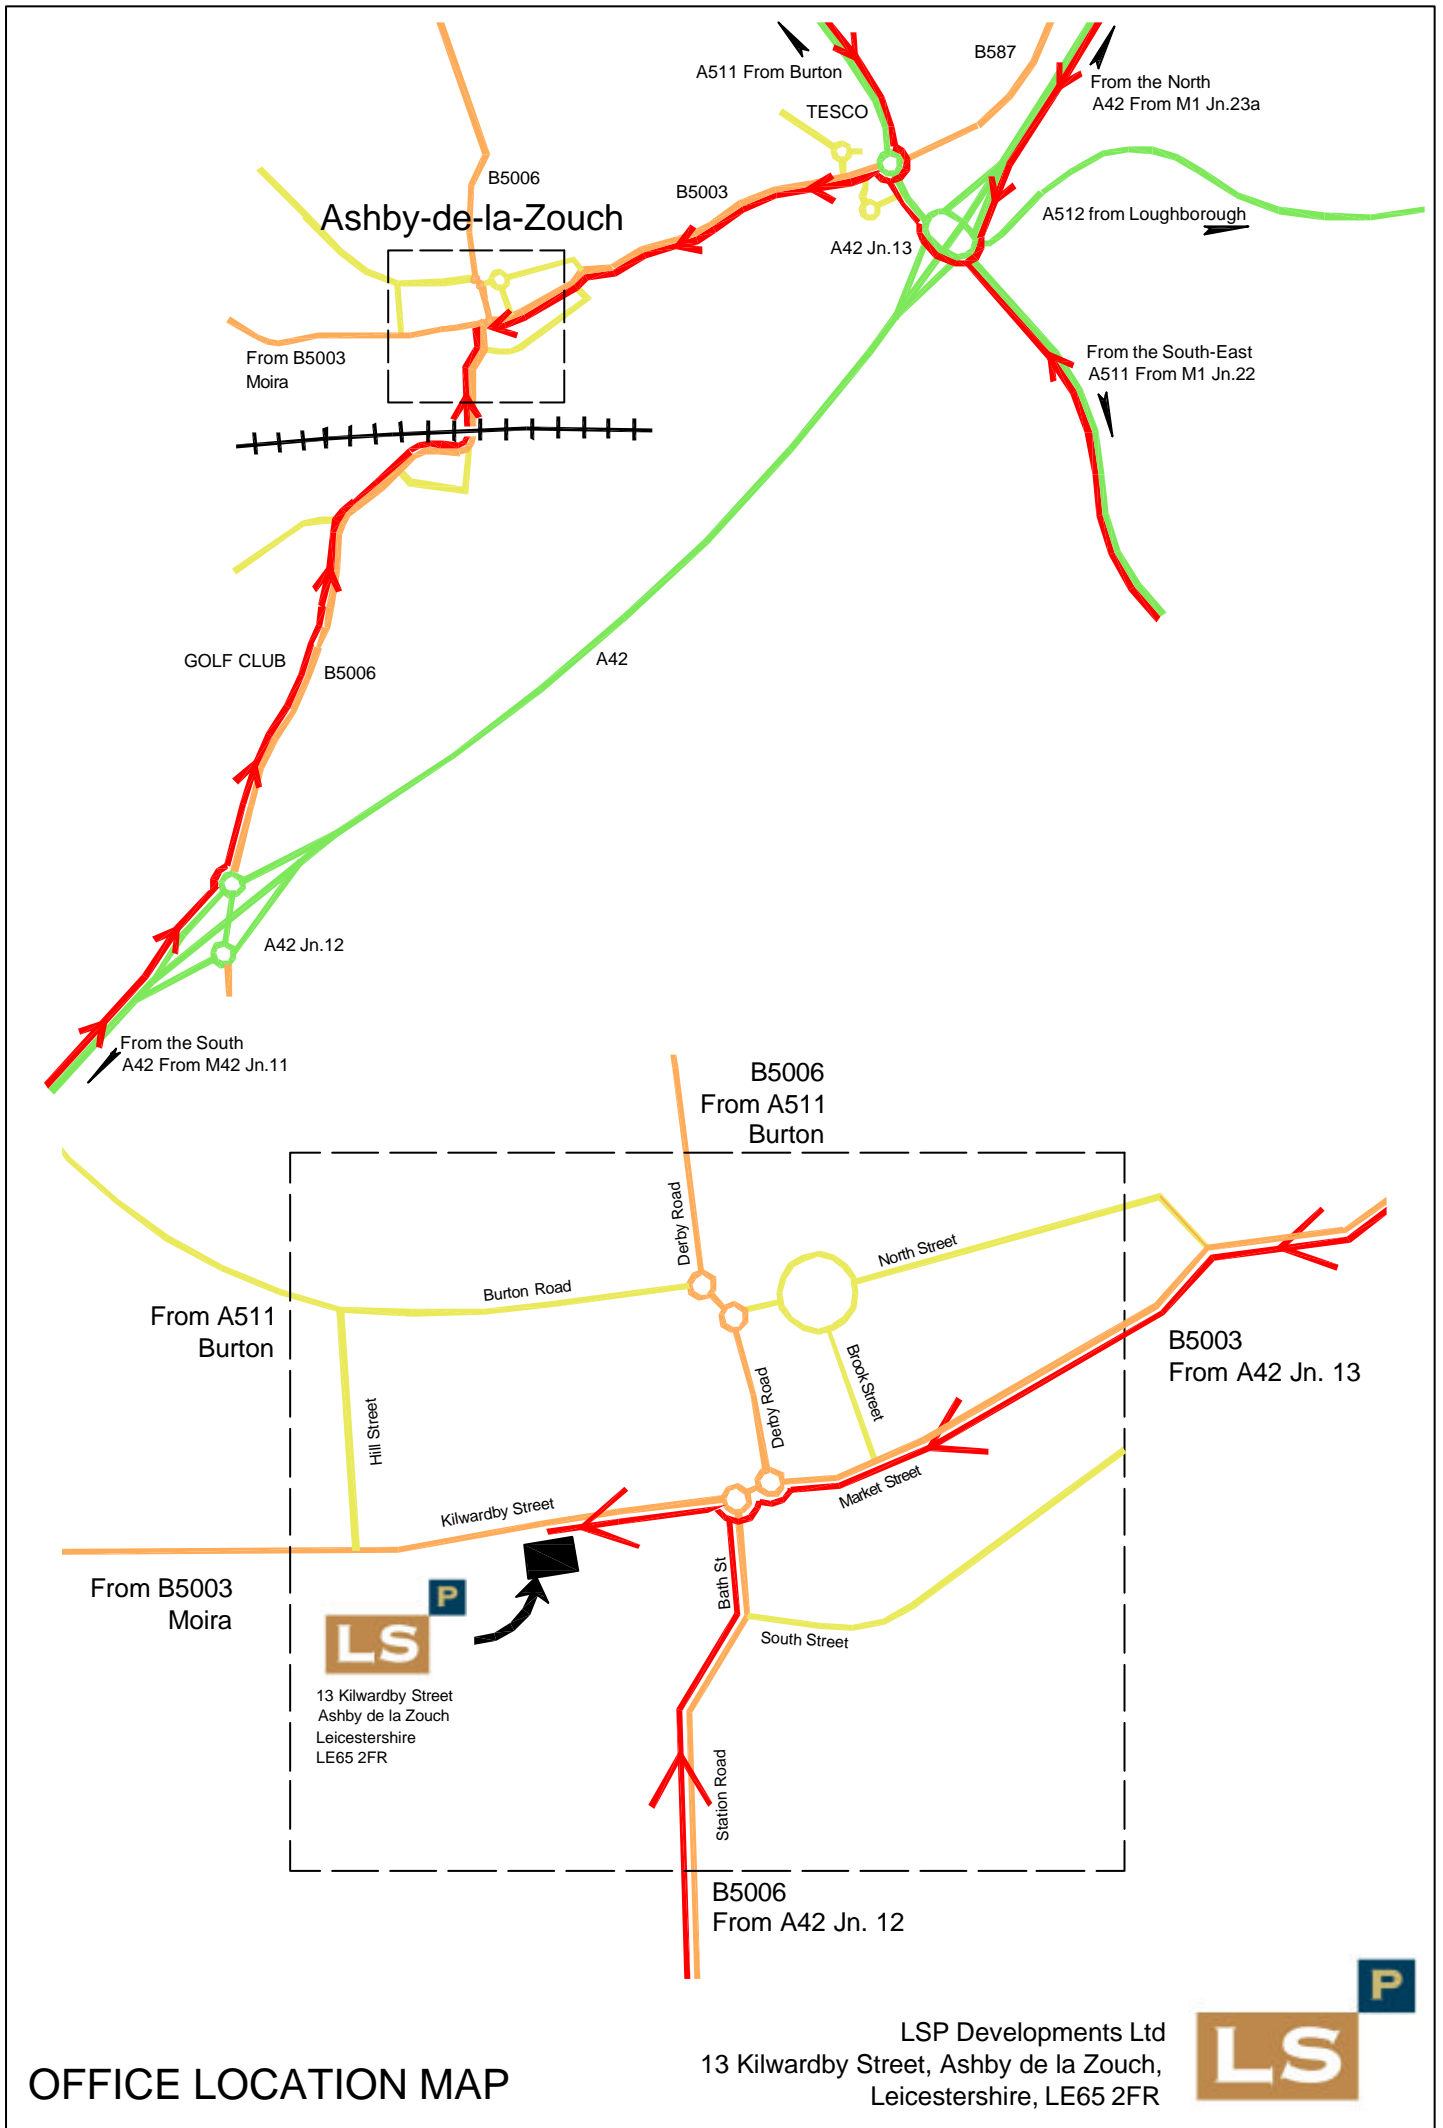 A511 From Burton
B587
From the North
A42 From M1 Jn.23a
TESCO
B5006
B5003
Ashby-de-la-Zouch
A512 from Loughborough
A42 Jn.13
From B5003
Moira
From the South-East
A511 From M1 Jn.22
GOLF CLUB
B5006
A42
A42 Jn.12
From the South
A42 From M42 Jn.11
B5006
From A511
Burton
Derby Road
North Street
Burton Road
From A511
Burton
B5003
From A42 Jn. 13
Brook Street
Derby Road
Hill Street
Market Street
Kilwardby Street
From B5003
Moira
Bath St
South Street
P
LS
13 Kilwardby Street
Ashby de la Zouch
Leicestershire
LE65 2FR
Station Road
B5006
From A42 Jn. 12
OFFICE LOCATION MAP
LSP Developments Ltd
13 Kilwardby Street, Ashby de la Zouch,
Leicestershire, LE65 2FR
P
LS